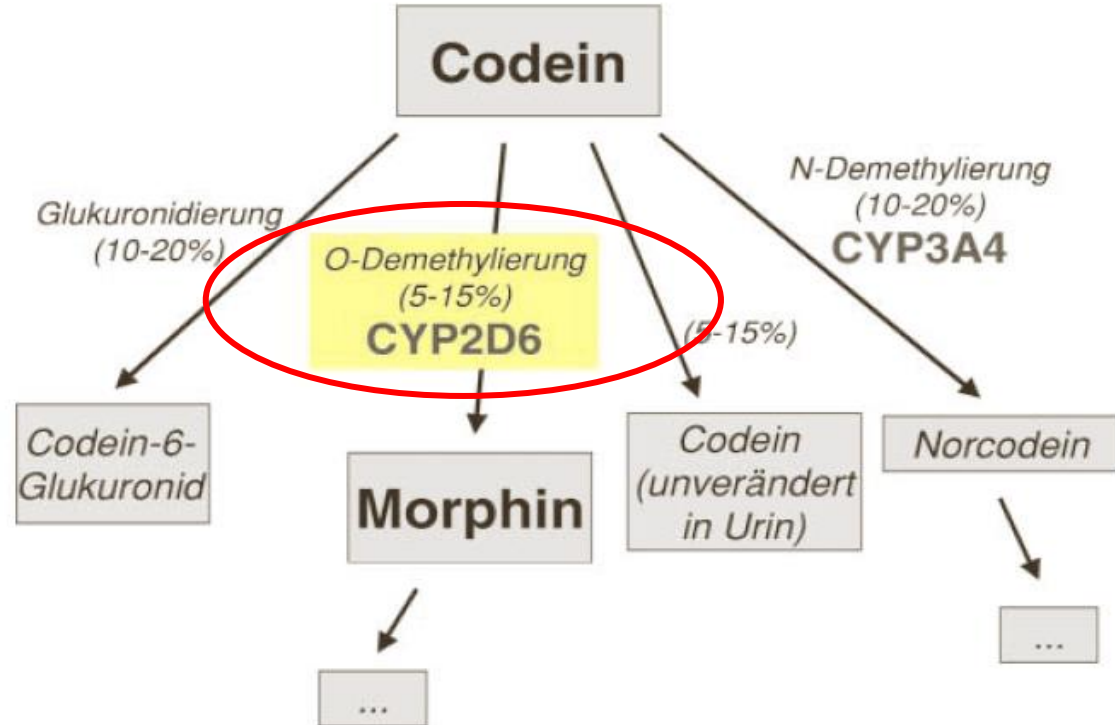 Codein
Glukuronidierung
(10-20%)
O-Demethylierung
(5-15%)
CYP2D6
(5-15%)
N-Demethylierung
(10-20%)
CYP3A4
Codein-6-
Glukuronid
Morphin
Codein
(unverändert
in Urin)
Norcodein
...
...